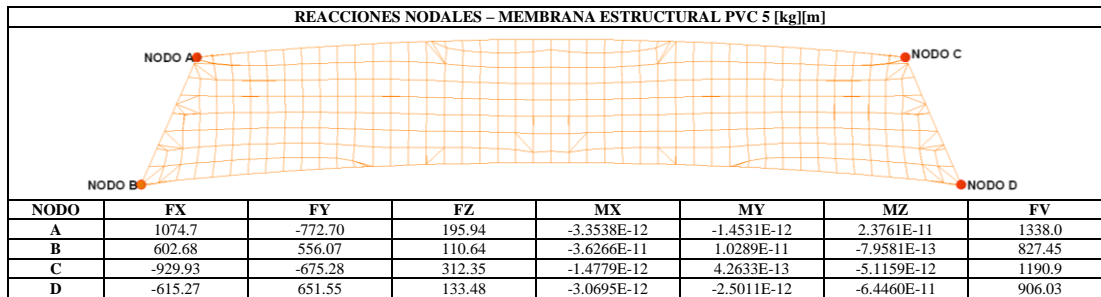 REACCIONES NODALES – MEMBRANA ESTRUCTURAL PVC 5 [kg][m]
NODO A
NODO C
NODO B
NODO D
NODO FX FY FZ MX MY MZ FV
A 1074.7 -772.70 195.94 -3.3538E-12 -1.4531E-12 2.3761E-11 1338.0
B 602.68 556.07 110.64 -3.6266E-11 1.0289E-11 -7.9581E-13 827.45
C -929.93 -675.28 312.35 -1.4779E-12 4.2633E-13 -5.1159E-12 1190.9
D -615.27 651.55 133.48 -3.0695E-12 -2.5011E-12 -6.4460E-11 906.03